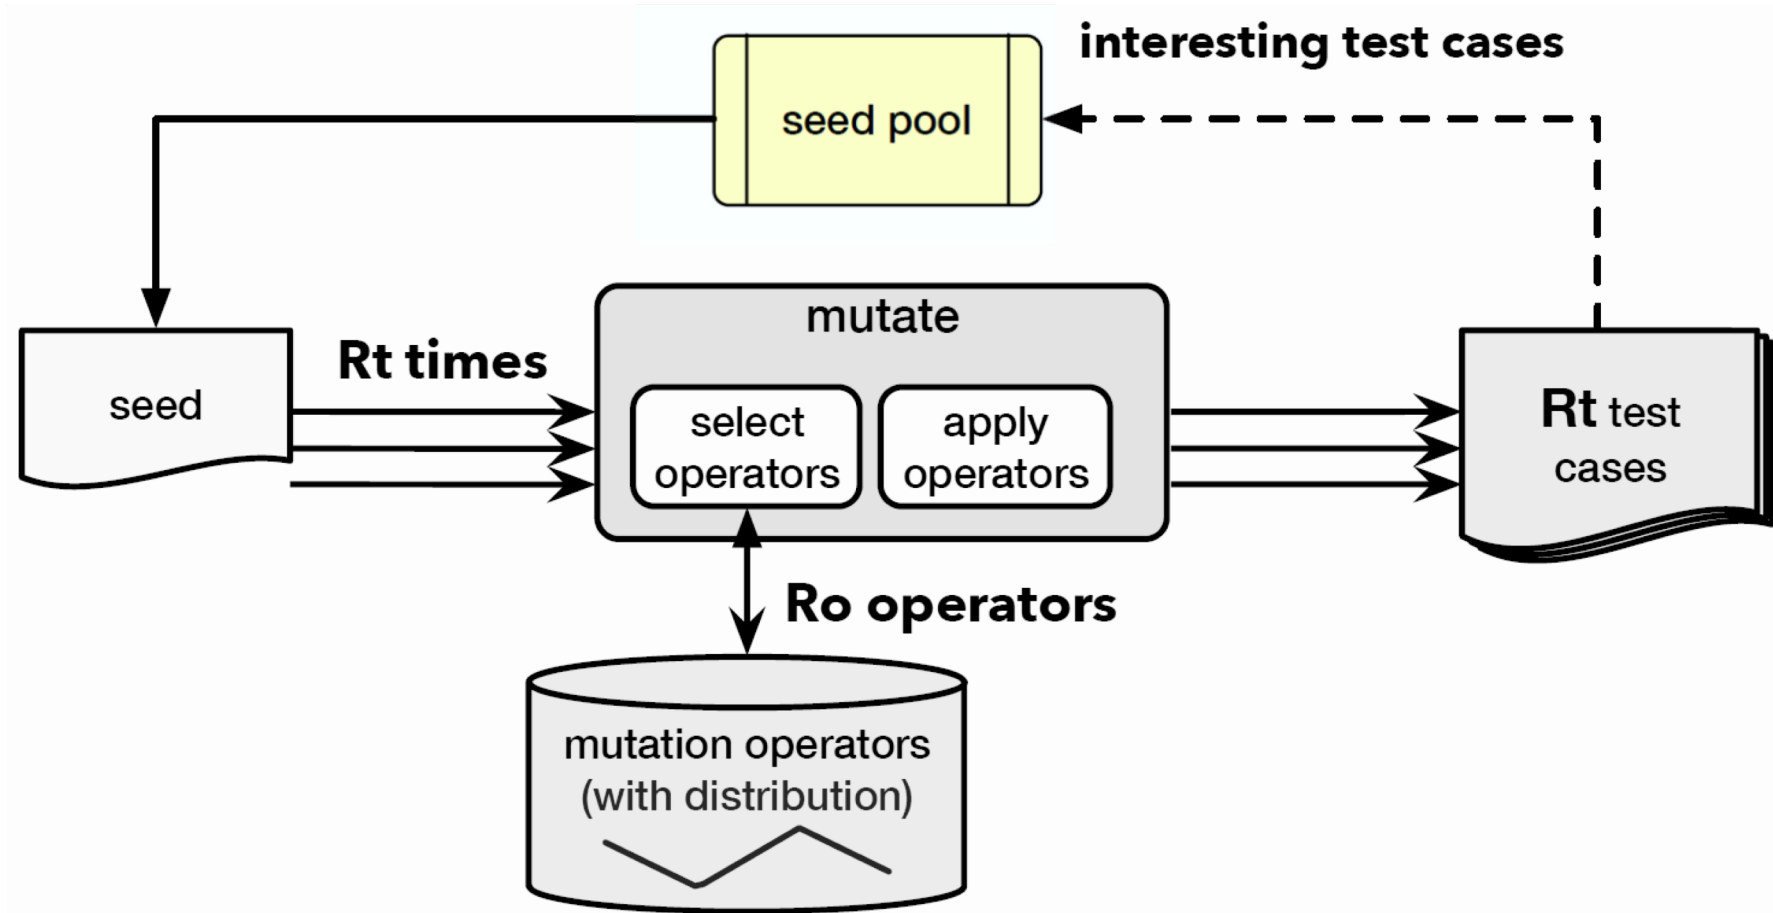 interesting test cases
seed pool
mutate
Rt times
seed
select
operators
apply
operators
Rt test
cases
Ro operators
mutation operators
(with distribution)